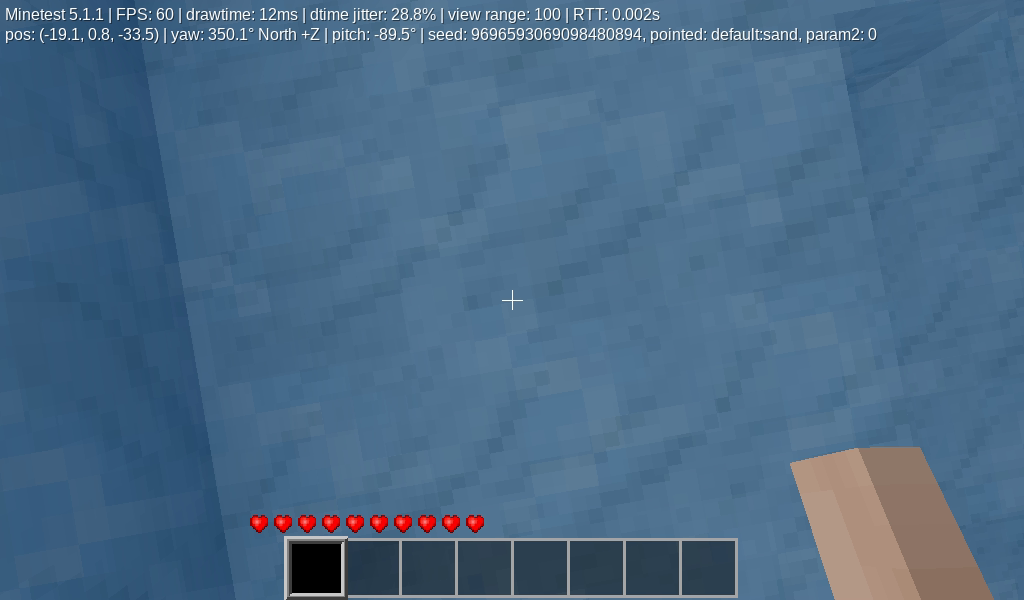 Minetest 5.1.1 | FPS: 60 | drawtime: 12ms | dtime jitter: 28.8% | view range: 100 | RTT: 0.002s
pos: (-19.1, 0.8, -33.5) | yaw: 350.1° North +Z | pitch: -89.5° | seed: 9696593069098480894, pointed: default:sand, param2: 0